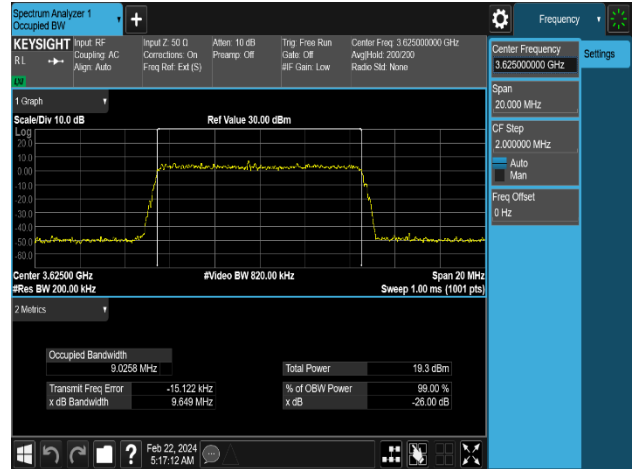 Spectrum Analyzer 1
Occupied BW
+
Frequency
KEYSIGHT
R L
Input: RF
Coupling: AC
Align: Auto
Input Z: 50 Ω
Corrections: On
Freq Ref: Ext (S)
Atten: 10 dB
Preamp: Off
Trig: Free Run
Gate: Off
#IF Gain: Low
Center Freq: 3.625000000 GHz
Avg|Hold: 200/200
Radio Std: None
Center Frequency
3.625000000 GHz
Settings
Span
20.000 MHz
CF Step
2.000000 MHz
Auto
Man
Freq Offset
0 Hz
1 Graph
Scale/Div 10.0 dB
Ref Value 30.00 dBm
Log
20.0
10.0
0.00
-10.0
-20.0
-30.0
-40.0
-50.0
-60.0
Center 3.62500 GHz
#Video BW 820.00 kHz
Span 20 MHz
#Res BW 200.00 kHz
Sweep 1.00 ms (1001 pts)
2 Metrics
Occupied Bandwidth
9.0258 MHz
Total Power 19.3 dBm
Transmit Freq Error -15.122 kHz
% of OBW Power 99.00 %
x dB Bandwidth 9.649 MHz
x dB -26.00 dB
?
Feb 22, 2024
5:17:12 AM